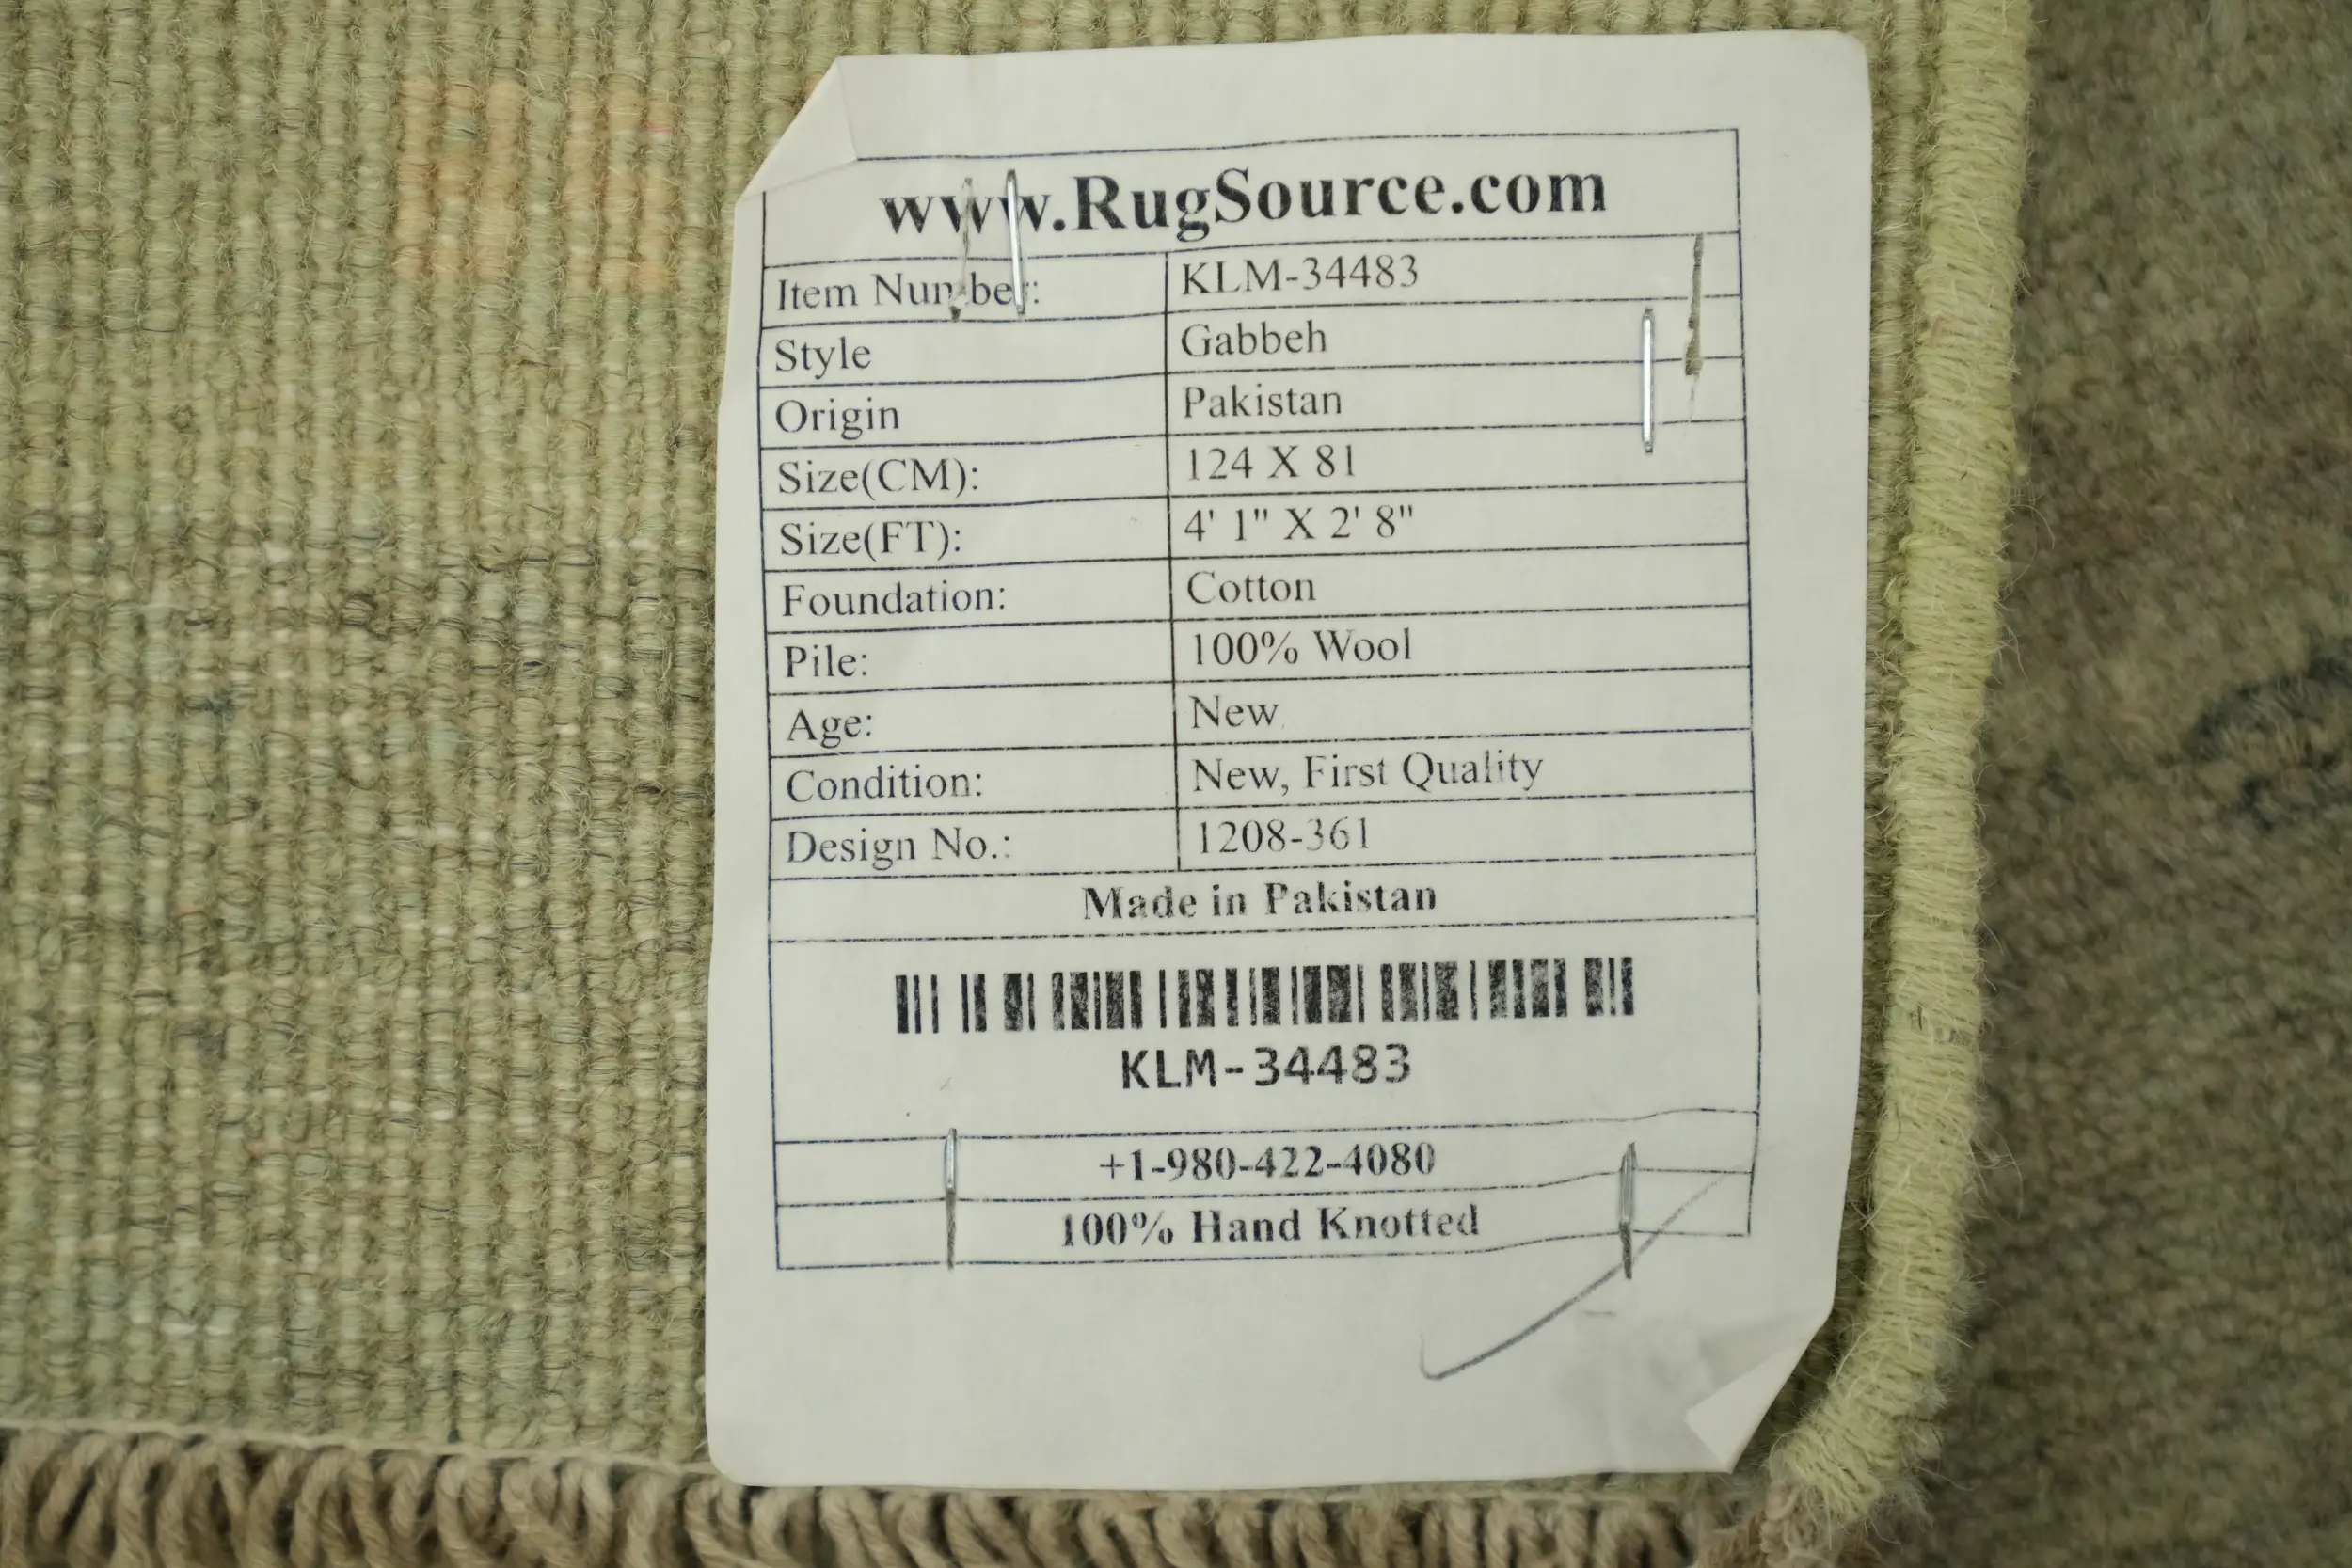 www.RugSource.com
Item Number: KLM-34483
Style Gabbeh
Origin Pakistan
Size(CM): 124 X 81
Size(FT): 4' 1" X 2' 8"
Foundation: Cotton
Pile: 100% Wool
Age: New
Condition: New, First Quality
Design No.: 1208-361
Made in Pakistan
KLM-34483
+1-980-422-4080
100% Hand Knotted